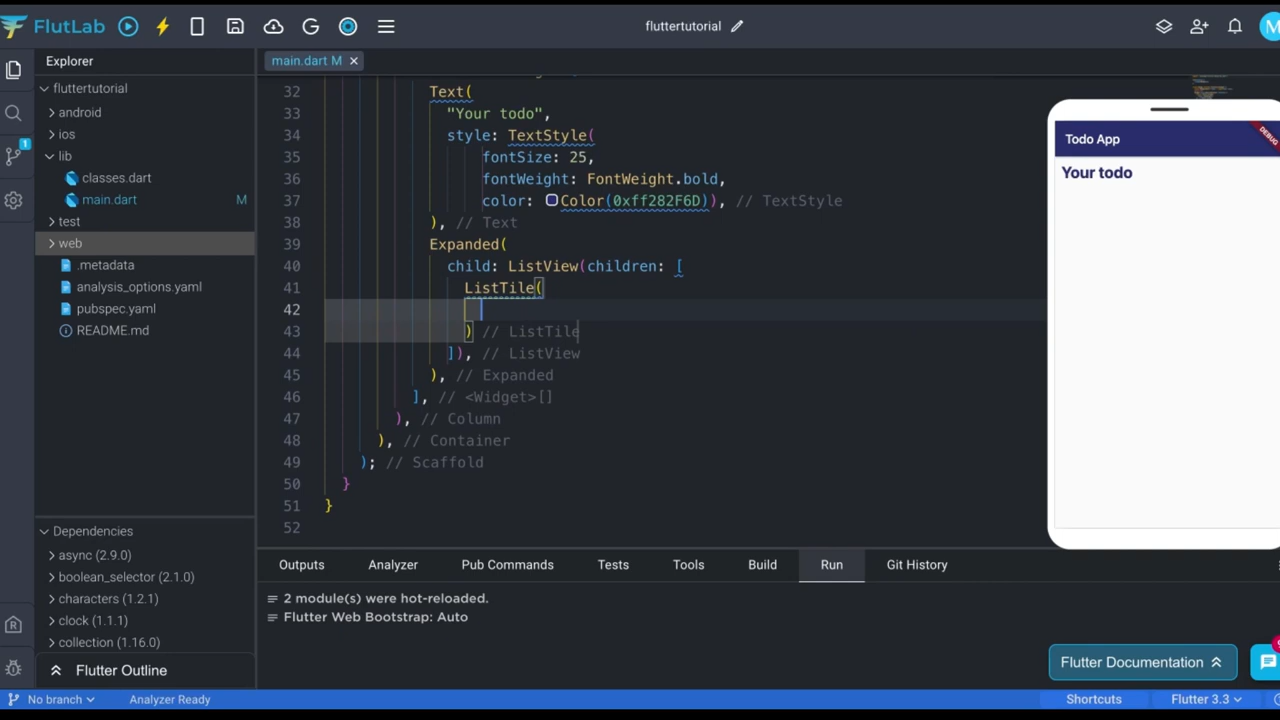 FlutLab
fluttertutorial
M
Explorer
main.dart M
fluttertutorial
android
ios
lib
1
classes.dart
main.dart M
test
web
.metadata
analysis_options.yaml
pubspec.yaml
README.md
Dependencies
async (2.9.0)
boolean_selector (2.1.0)
characters (1.2.1)
clock (1.1.1)
collection (1.16.0)
Flutter Outline
32 Text(
33 "Your todo",
34 style: TextStyle(
35 fontSize: 25,
36 fontWeight: FontWeight.bold,
37 color: Color(0xff282F6D)), // TextStyle
38 ), // Text
39 Expanded(
40 child: ListView(children: [
41 ListTile(
42
43 ) // ListTile
44 ]), // ListView
45 ), // Expanded
46 ], // <Widget>[]
47 ), // Column
48 ), // Container
49 ); // Scaffold
50 }
51 }
52
Todo App
DEBUG
Your todo
Outputs Analyzer Pub Commands Tests Tools Build Run Git History
2 module(s) were hot-reloaded.
Flutter Web Bootstrap: Auto
Flutter Documentation
No branch Analyzer Ready Shortcuts Flutter 3.3